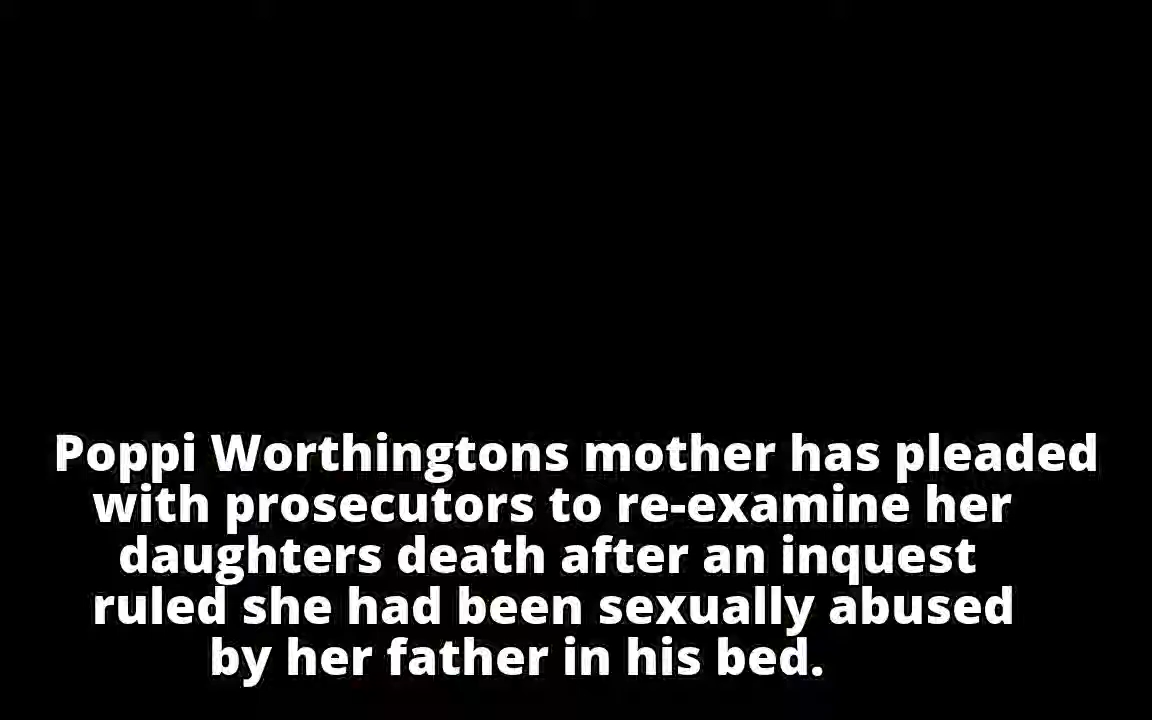 Poppi Worthingtons mother has pleaded
with prosecutors to re-examine her
daughters death after an inquest
ruled she had been sexually abused
by her father in his bed.